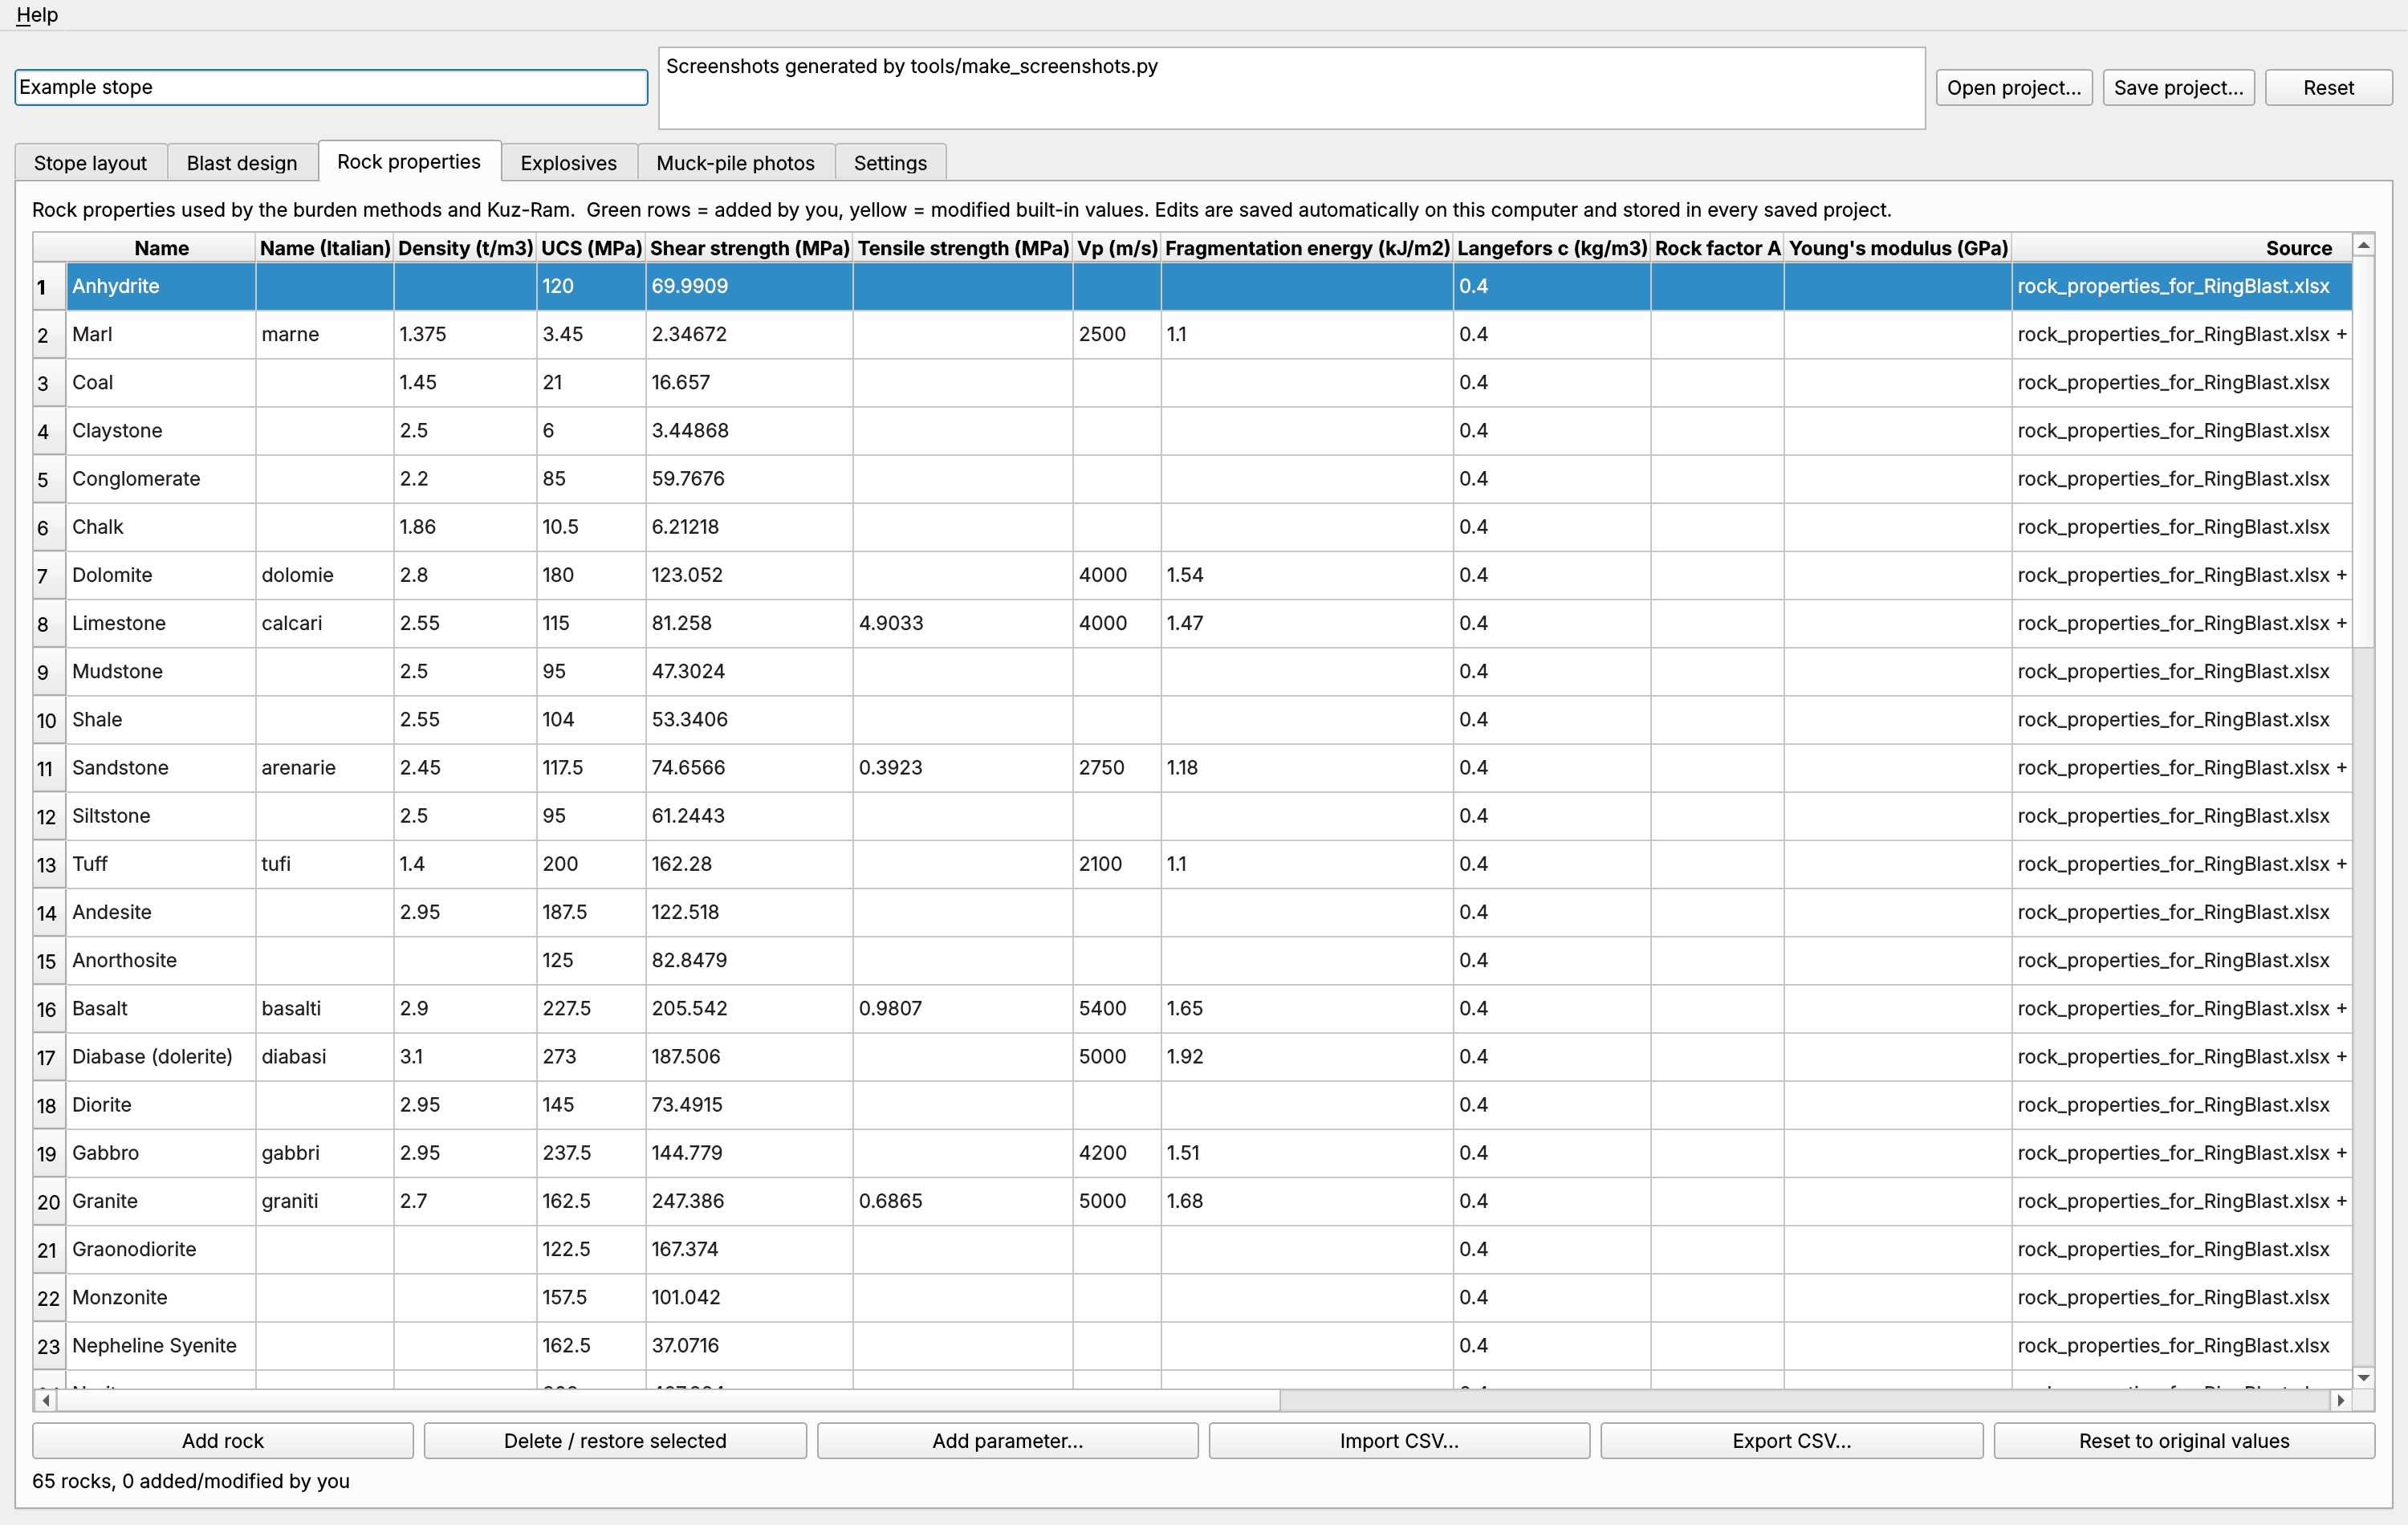 Help
Example stope
Screenshots generated by tools/make_screenshots.py
Open project... Save project... Reset
Stope layout Blast design Rock properties Explosives Muck-pile photos Settings
Rock properties used by the burden methods and Kuz-Ram. Green rows = added by you, yellow = modified built-in values. Edits are saved automatically on this computer and stored in every saved project.
Name Name (Italian) Density (t/m3) UCS (MPa) Shear strength (MPa) Tensile strength (MPa) Vp (m/s) Fragmentation energy (kJ/m2) Langefors c (kg/m3) Rock factor A Young's modulus (GPa) Source
1 Anhydrite 120 69.9909 0.4 rock_properties_for_RingBlast.xlsx
2 Marl marne 1.375 3.45 2.34672 2500 1.1 0.4 rock_properties_for_RingBlast.xlsx +
3 Coal 1.45 21 16.657 0.4 rock_properties_for_RingBlast.xlsx
4 Claystone 2.5 6 3.44868 0.4 rock_properties_for_RingBlast.xlsx
5 Conglomerate 2.2 85 59.7676 0.4 rock_properties_for_RingBlast.xlsx
6 Chalk 1.86 10.5 6.21218 0.4 rock_properties_for_RingBlast.xlsx
7 Dolomite dolomie 2.8 180 123.052 4000 1.54 0.4 rock_properties_for_RingBlast.xlsx +
8 Limestone calcari 2.55 115 81.258 4.9033 4000 1.47 0.4 rock_properties_for_RingBlast.xlsx +
9 Mudstone 2.5 95 47.3024 0.4 rock_properties_for_RingBlast.xlsx
10 Shale 2.55 104 53.3406 0.4 rock_properties_for_RingBlast.xlsx
11 Sandstone arenarie 2.45 117.5 74.6566 0.3923 2750 1.18 0.4 rock_properties_for_RingBlast.xlsx +
12 Siltstone 2.5 95 61.2443 0.4 rock_properties_for_RingBlast.xlsx
13 Tuff tufi 1.4 200 162.28 2100 1.1 0.4 rock_properties_for_RingBlast.xlsx +
14 Andesite 2.95 187.5 122.518 0.4 rock_properties_for_RingBlast.xlsx
15 Anorthosite 125 82.8479 0.4 rock_properties_for_RingBlast.xlsx
16 Basalt basalti 2.9 227.5 205.542 0.9807 5400 1.65 0.4 rock_properties_for_RingBlast.xlsx +
17 Diabase (dolerite) diabasi 3.1 273 187.506 5000 1.92 0.4 rock_properties_for_RingBlast.xlsx +
18 Diorite 2.95 145 73.4915 0.4 rock_properties_for_RingBlast.xlsx
19 Gabbro gabbri 2.95 237.5 144.779 4200 1.51 0.4 rock_properties_for_RingBlast.xlsx +
20 Granite graniti 2.7 162.5 247.386 0.6865 5000 1.68 0.4 rock_properties_for_RingBlast.xlsx +
21 Graonodiorite 122.5 167.374 0.4 rock_properties_for_RingBlast.xlsx
22 Monzonite 157.5 101.042 0.4 rock_properties_for_RingBlast.xlsx
23 Nepheline Syenite 162.5 37.0716 0.4 rock_properties_for_RingBlast.xlsx
Add rock Delete / restore selected Add parameter... Import CSV... Export CSV... Reset to original values
65 rocks, 0 added/modified by you